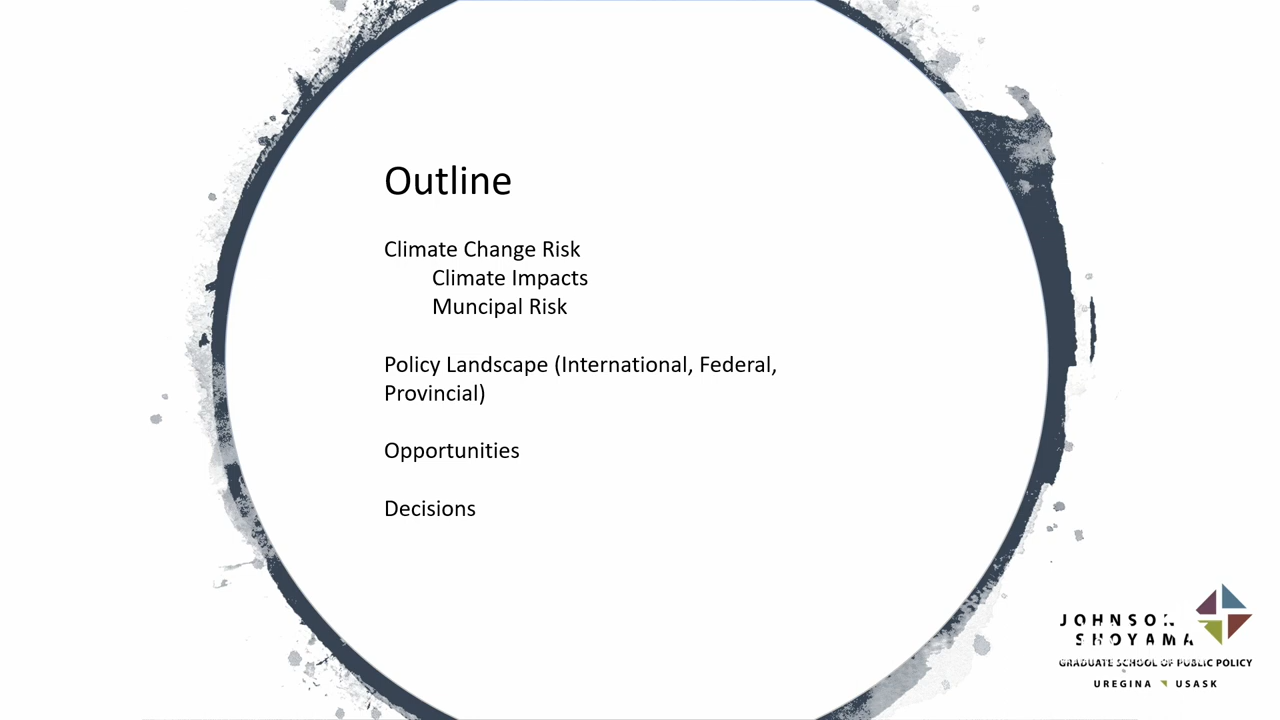 Outline
Climate Change Risk
Climate Impacts
Muncipal Risk
Policy Landscape (International, Federal,
Provincial)
Opportunities
Decisions
JOHNSON
SHOYAMA
GRADUATE SCHOOL OF PUBLIC POLICY
UREGINA USASK